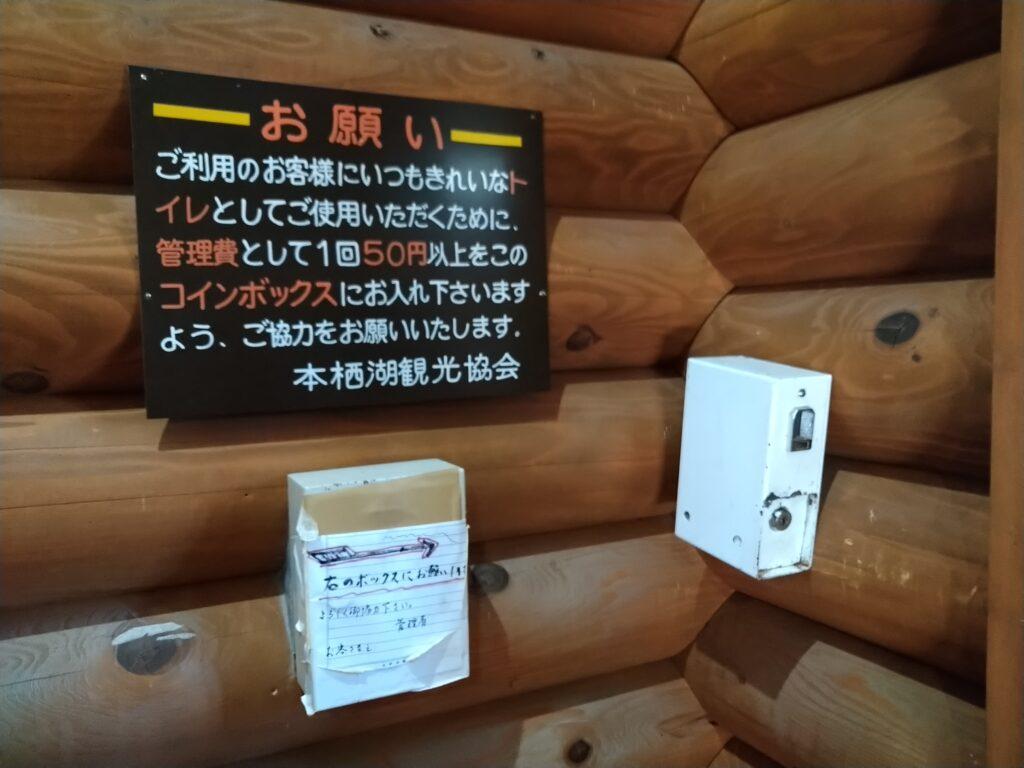 お願い
ご利用のお客様にいつもきれいなト
イレとしてご使用いただくために、
管理費として1回50円以上をこの
コインボックスにお入れ下さいます
よう、ご協力をお願いいたします。
本栖湖観光協会
右のボックスにお願い
管理者